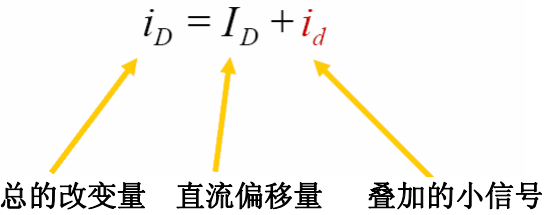 i_D = I_D + i_d
总的改变量 直流偏移量 叠加的小信号